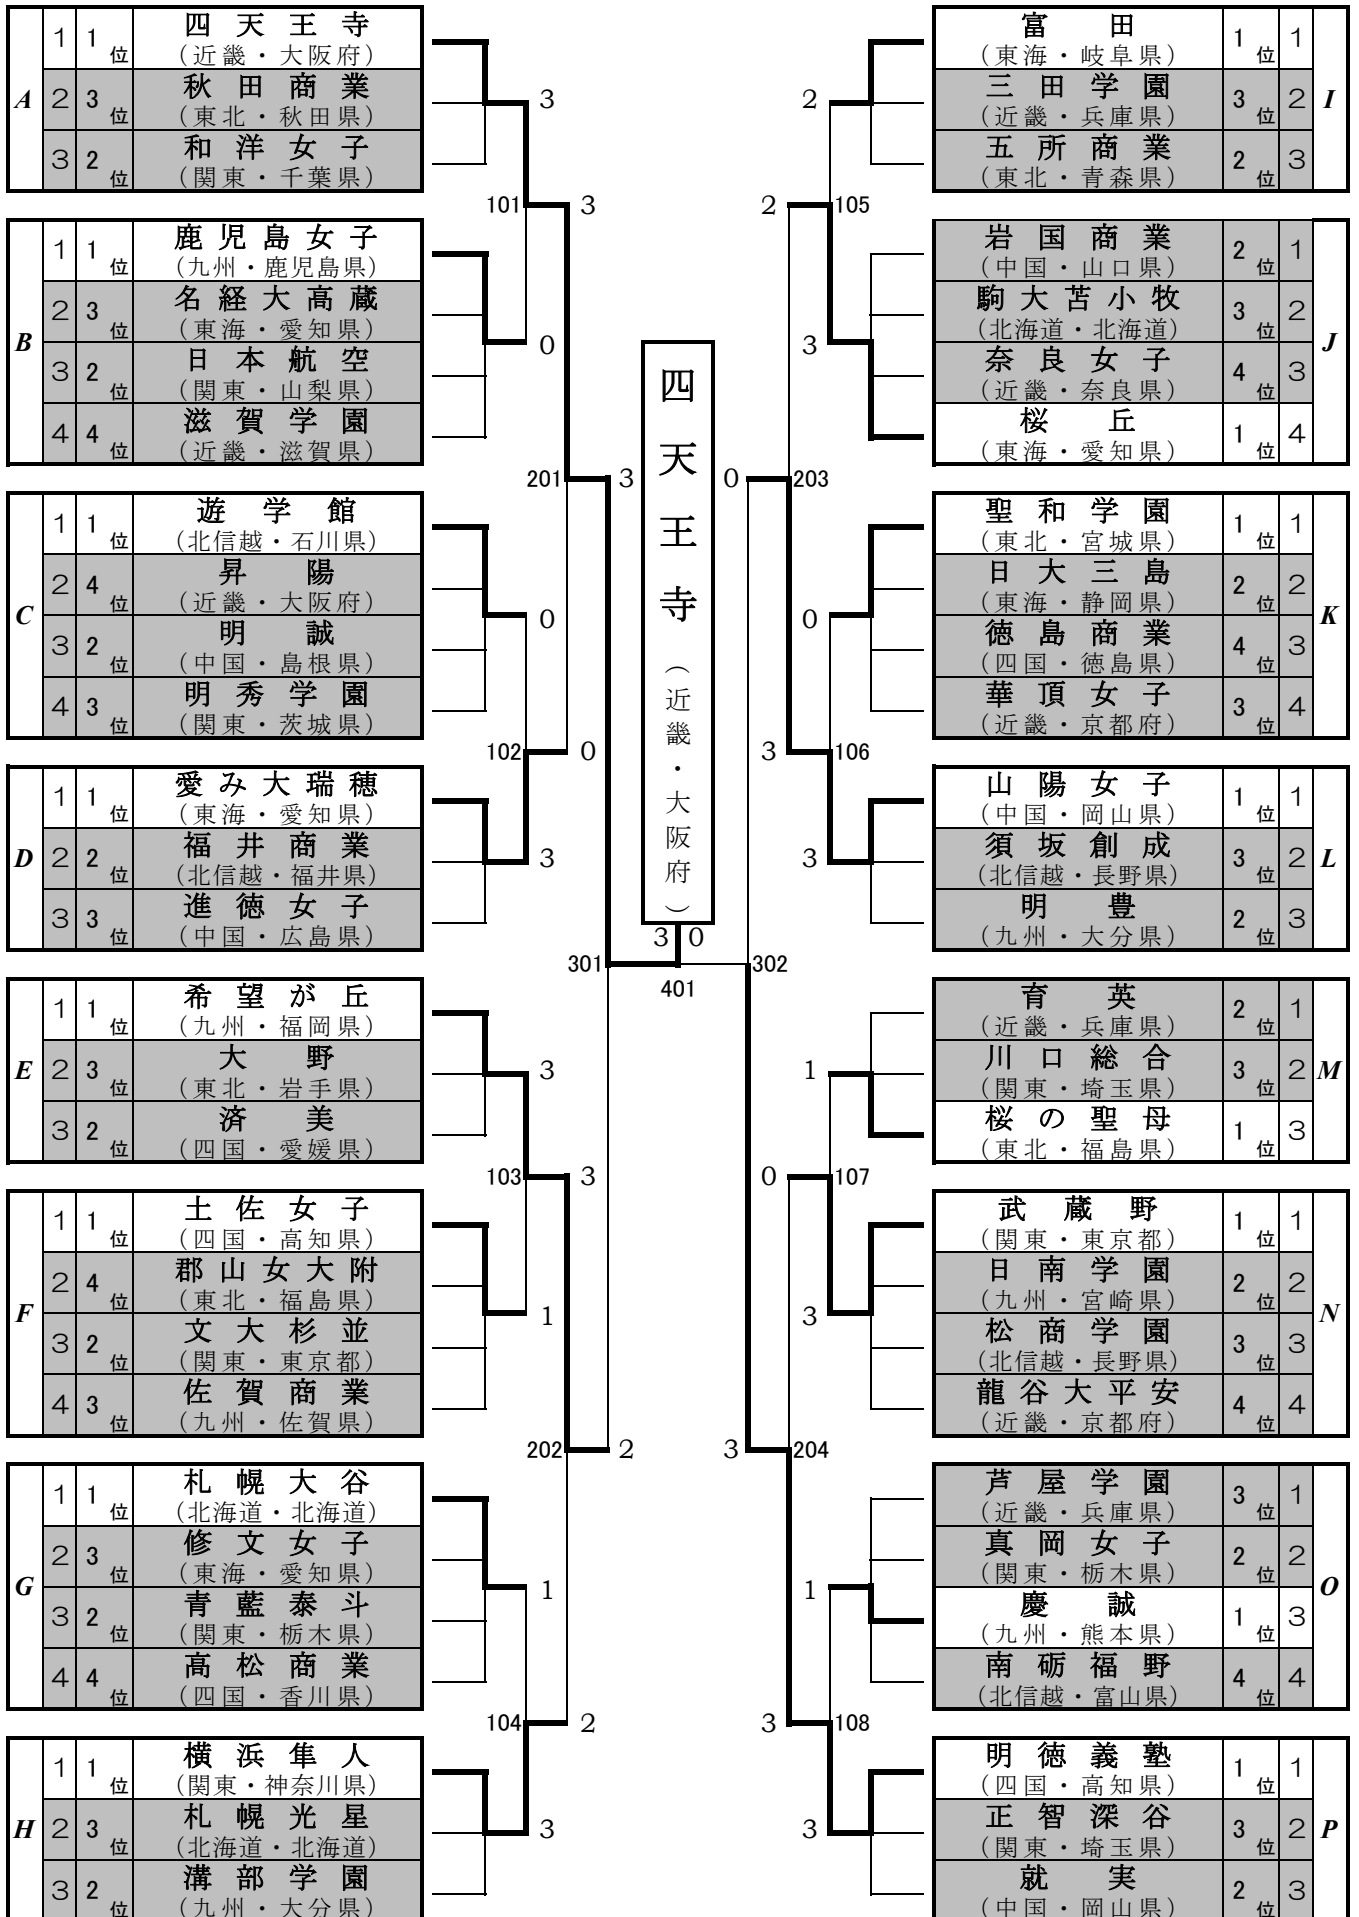 A
1 1位 四天王寺
（近畿・大阪府）
2 3位 秋田商業
（東北・秋田県）
3 2位 和洋女子
（関東・千葉県）
B
1 1位 鹿児島女子
（九州・鹿児島県）
2 3位 名経大高蔵
（東海・愛知県）
3 2位 日本航空
（関東・山梨県）
4 4位 滋賀学園
（近畿・滋賀県）
C
1 1位 遊学館
（北信越・石川県）
2 4位 昇陽
（近畿・大阪府）
3 2位 明誠
（中国・島根県）
4 3位 明秀学園
（関東・茨城県）
D
1 1位 愛み大瑞穂
（東海・愛知県）
2 2位 福井商業
（北信越・福井県）
3 3位 進徳女子
（中国・広島県）
E
1 1位 希望が丘
（九州・福岡県）
2 3位 大野
（東北・岩手県）
3 2位 済美
（四国・愛媛県）
F
1 1位 土佐女子
（四国・高知県）
2 4位 郡山女大附
（東北・福島県）
3 2位 文大杉並
（関東・東京都）
4 3位 佐賀商業
（九州・佐賀県）
G
1 1位 札幌大谷
（北海道・北海道）
2 3位 修文女子
（東海・愛知県）
3 2位 青藍泰斗
（関東・栃木県）
4 4位 高松商業
（四国・香川県）
H
1 1位 横浜隼人
（関東・神奈川県）
2 3位 札幌光星
（北海道・北海道）
3 2位 溝部学園
（九州・大分県）
3
101 3
0
201 3
0
102 0
3
301
3
103 3
1
202 2
1
104 2
3
四天王寺（近畿・大阪府）
3 0
401
2
2 105
3
0 203
0
3 106
3
302
1
0 107
3
3 204
1
3 108
3
富田 1位 1
（東海・岐阜県）
三田学園 3位 2
（近畿・兵庫県）
五所商業 2位 3
（東北・青森県）
I
岩国商業 2位 1
（中国・山口県）
駒大苫小牧 3位 2
（北海道・北海道）
奈良女子 4位 3
（近畿・奈良県）
桜丘 1位 4
（東海・愛知県）
J
聖和学園 1位 1
（東北・宮城県）
日大三島 2位 2
（東海・静岡県）
徳島商業 4位 3
（四国・徳島県）
華頂女子 3位 4
（近畿・京都府）
K
山陽女子 1位 1
（中国・岡山県）
須坂創成 3位 2
（北信越・長野県）
明豊 2位 3
（九州・大分県）
L
育英 2位 1
（近畿・兵庫県）
川口総合 3位 2
（関東・埼玉県）
桜の聖母 1位 3
（東北・福島県）
M
武蔵野 1位 1
（関東・東京都）
日南学園 2位 2
（九州・宮崎県）
松商学園 3位 3
（北信越・長野県）
龍谷大平安 4位 4
（近畿・京都府）
N
芦屋学園 3位 1
（近畿・兵庫県）
真岡女子 2位 2
（関東・栃木県）
慶誠 1位 3
（九州・熊本県）
南砺福野 4位 4
（北信越・富山県）
O
明徳義塾 1位 1
（四国・高知県）
正智深谷 3位 2
（関東・埼玉県）
就実 2位 3
（中国・岡山県）
P